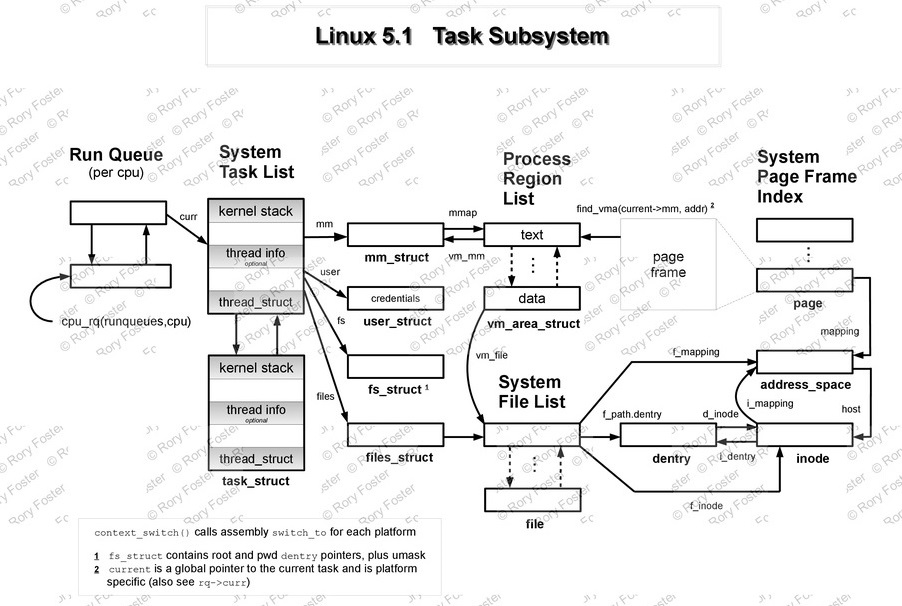 Linux 5.1 Task Subsystem
Run Queue
(per cpu)
System
Task List
Process
Region
List
System
Page Frame
Index
curr
kernel stack
thread info
optional
thread_struct
cpu_rq(runqueues,cpu)
mm
mm_struct
mmap
vm_mm
text
find_vma(current->mm, addr) 2
page
frame
page
user
credentials
user_struct
data
vm_area_struct
fs
fs_struct 1
vm_file
mapping
f_mapping
address_space
kernel stack
thread info
optional
thread_struct
task_struct
files
files_struct
System
File List
f_path.dentry
d_inode
i_mapping
host
dentry
i_dentry
inode
file
f_inode
context_switch() calls assembly switch_to for each platform
1 fs_struct contains root and pwd dentry pointers, plus umask
2 current is a global pointer to the current task and is platform
specific (also see rq->curr)
© Rory Foster